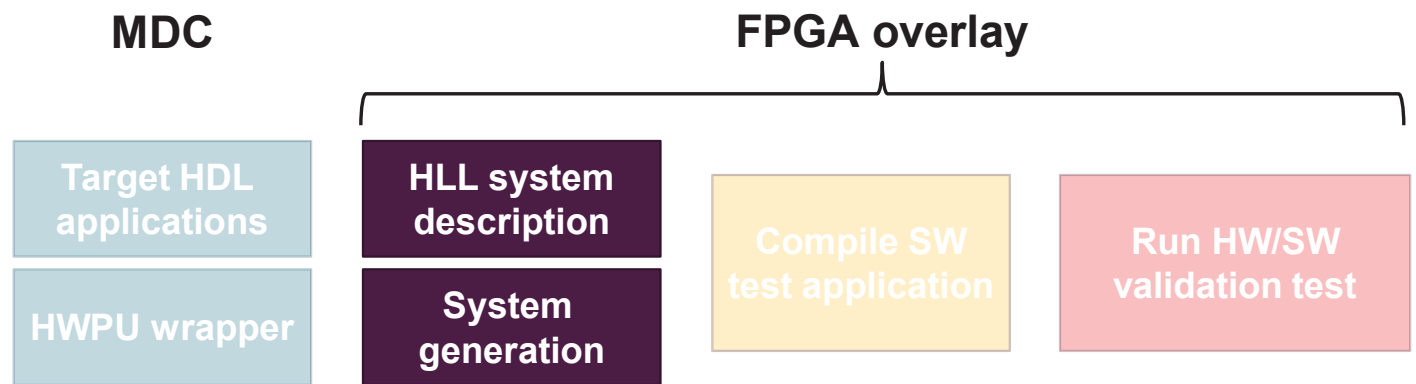 MDC
FPGA overlay
Target HDL
applications
HWPU wrapper
HLL system
description
System
generation
Compile SW
test application
Run HW/SW
validation test